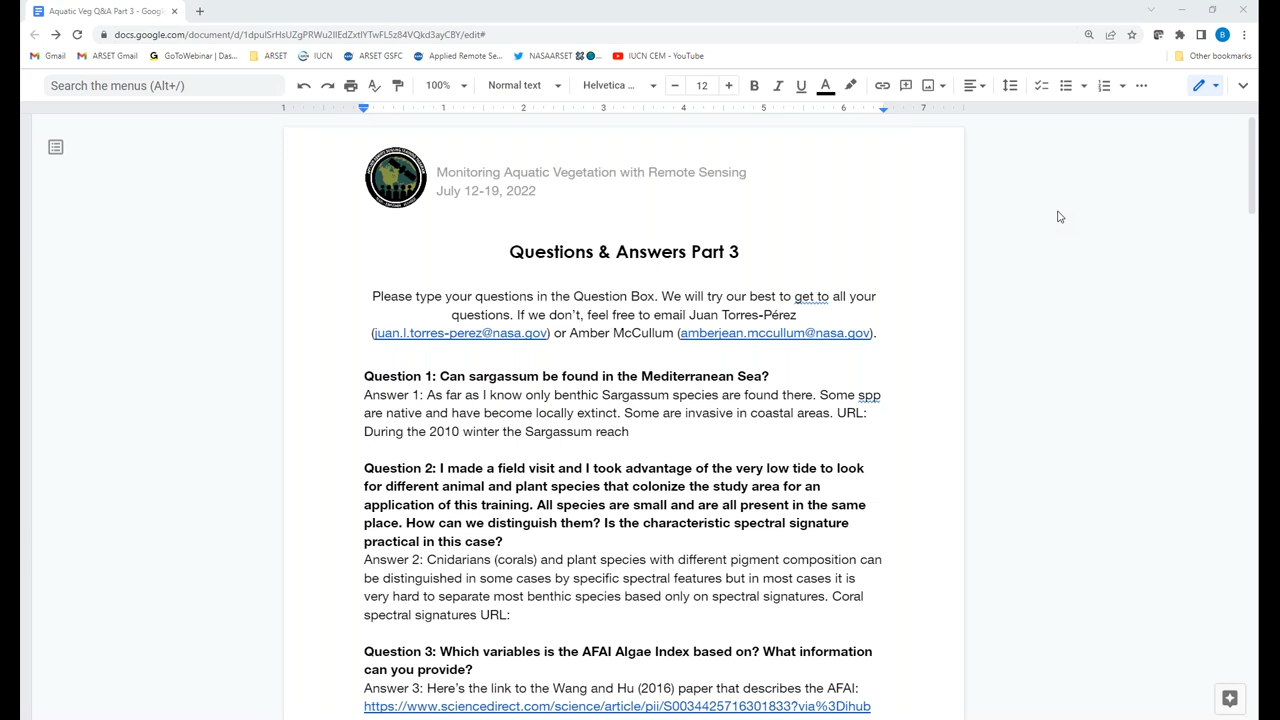 Aquatic Veg Q&A Part 3 - Googl
docs.google.com/document/d/1dpulSrHsUZgPRWu2IIEdZxtIYTwFL5z84VQkd3ayCBY/edit#
Gmail ARSET Gmail GoToWebinar | Das... ARSET IUCN ARSET GSFC Applied Remote Se... NASAARSET IUCN CEM - YouTube Other bookmarks
Search the menus (Alt+/) 100% Normal text Helvetica ... 12 B I U A
1 1 2 3 4 5 6 7
Monitoring Aquatic Vegetation with Remote Sensing
July 12-19, 2022
Questions & Answers Part 3
Please type your questions in the Question Box. We will try our best to get to all your
questions. If we don't, feel free to email Juan Torres-Pérez
(juan.l.torres-perez@nasa.gov) or Amber McCullum (amberjean.mccullum@nasa.gov).
Question 1: Can sargassum be found in the Mediterranean Sea?
Answer 1: As far as I know only benthic Sargassum species are found there. Some spp
are native and have become locally extinct. Some are invasive in coastal areas. URL:
During the 2010 winter the Sargassum reach
Question 2: I made a field visit and I took advantage of the very low tide to look
for different animal and plant species that colonize the study area for an
application of this training. All species are small and are all present in the same
place. How can we distinguish them? Is the characteristic spectral signature
practical in this case?
Answer 2: Cnidarians (corals) and plant species with different pigment composition can
be distinguished in some cases by specific spectral features but in most cases it is
very hard to separate most benthic species based only on spectral signatures. Coral
spectral signatures URL:
Question 3: Which variables is the AFAI Algae Index based on? What information
can you provide?
Answer 3: Here's the link to the Wang and Hu (2016) paper that describes the AFAI:
https://www.sciencedirect.com/science/article/pii/S0034425716301833?via%3Dihub